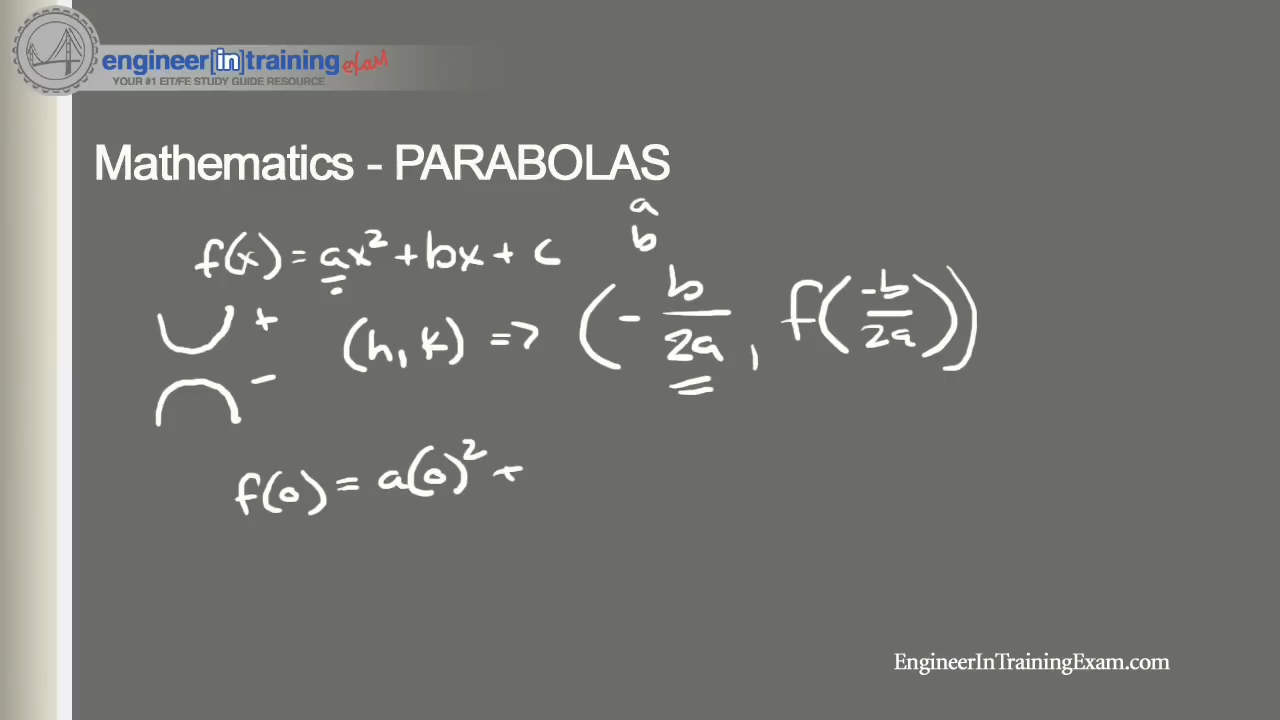 engineer[in]training exam
YOUR #1 EIT/FE STUDY GUIDE RESOURCE
Mathematics - PARABOLAS
a
b
f(x) = ax² + bx + c
+
(h, k) => (- b/2a, f(-b/2a))
-
f(0) = a(0)² +
EngineerInTrainingExam.com